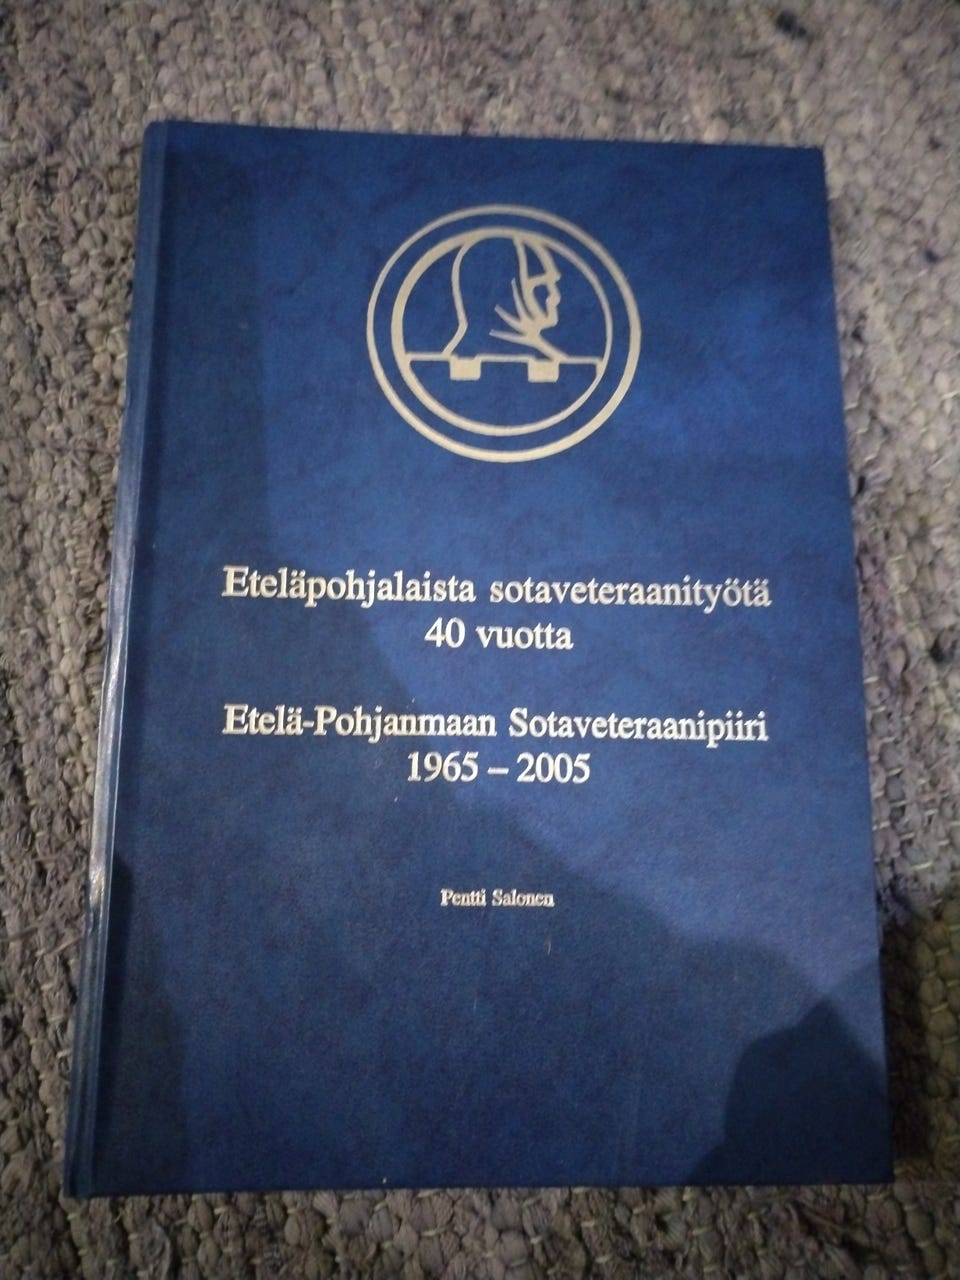 Eteläpohjalaista sotaveteraanityötä
40 vuotta
Etelä-Pohjanmaan Sotaveteraanipiiri
1965 – 2005
Pentti Salonen